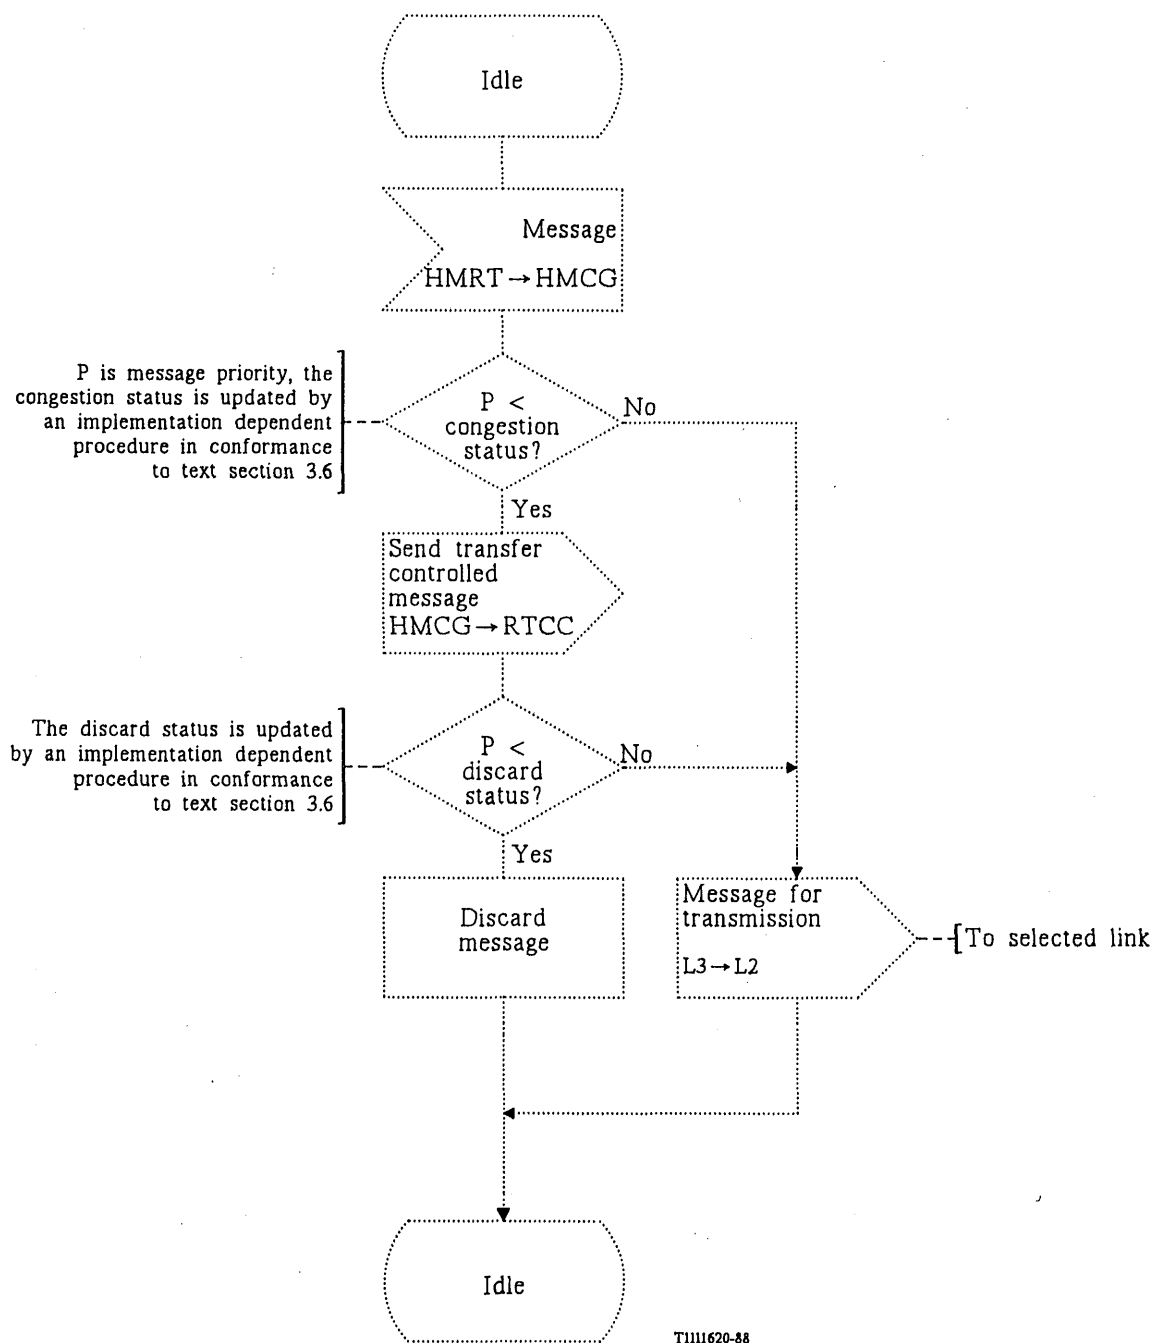 Idle
Message
HMRT → HMCG
P is message priority, the
congestion status is updated by
an implementation dependent
procedure in conformance
to text section 3.6
P <
congestion
status?
No
Yes
Send transfer
controlled
message
HMCG → RTCC
The discard status is updated
by an implementation dependent
procedure in conformance
to text section 3.6
P <
discard
status?
No
Yes
Discard
message
Message for
transmission
L3 → L2
To selected link
Idle
T1111620-88